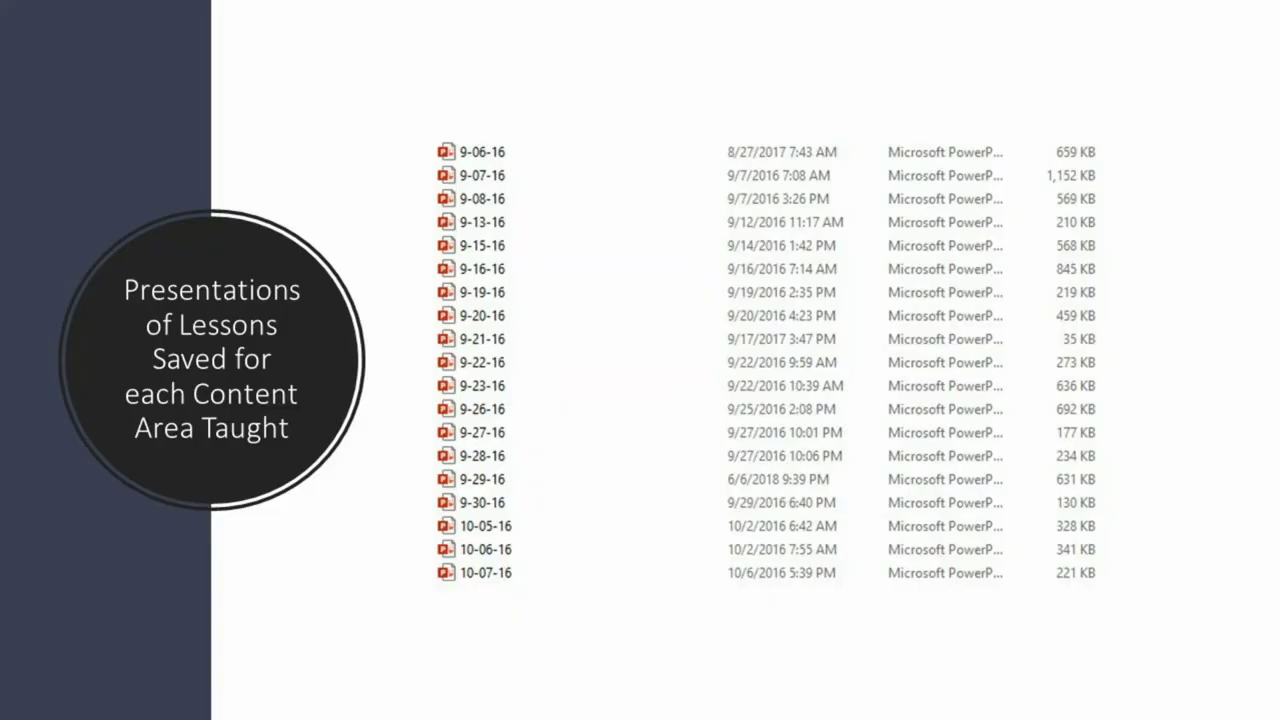 Presentations
of Lessons
Saved for
each Content
Area Taught
9-06-16 8/27/2017 7:43 AM Microsoft PowerP... 659 KB
9-07-16 9/7/2016 7:08 AM Microsoft PowerP... 1,152 KB
9-08-16 9/7/2016 3:26 PM Microsoft PowerP... 569 KB
9-13-16 9/12/2016 11:17 AM Microsoft PowerP... 210 KB
9-15-16 9/14/2016 1:42 PM Microsoft PowerP... 568 KB
9-16-16 9/16/2016 7:14 AM Microsoft PowerP... 845 KB
9-19-16 9/19/2016 2:35 PM Microsoft PowerP... 219 KB
9-20-16 9/20/2016 4:23 PM Microsoft PowerP... 459 KB
9-21-16 9/17/2017 3:47 PM Microsoft PowerP... 35 KB
9-22-16 9/22/2016 9:59 AM Microsoft PowerP... 273 KB
9-23-16 9/22/2016 10:39 AM Microsoft PowerP... 636 KB
9-26-16 9/25/2016 2:08 PM Microsoft PowerP... 692 KB
9-27-16 9/27/2016 10:01 PM Microsoft PowerP... 177 KB
9-28-16 9/27/2016 10:06 PM Microsoft PowerP... 234 KB
9-29-16 6/6/2018 9:39 PM Microsoft PowerP... 631 KB
9-30-16 9/29/2016 6:40 PM Microsoft PowerP... 130 KB
10-05-16 10/2/2016 6:42 AM Microsoft PowerP... 328 KB
10-06-16 10/2/2016 7:55 AM Microsoft PowerP... 341 KB
10-07-16 10/6/2016 5:39 PM Microsoft PowerP... 221 KB